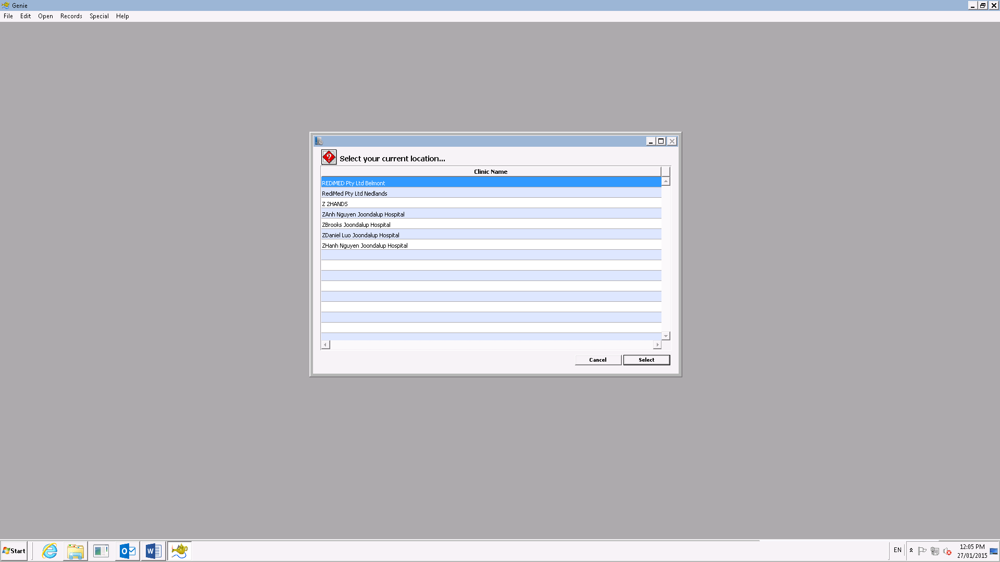 Genie
File Edit Open Records Special Help
Select your current location...
Clinic Name
REDiMED Pty Ltd Belmont
RediMed Pty Ltd Nedlands
Z 2HANDS
ZAnh Nguyen Joondalup Hospital
ZBrooks Joondalup Hospital
ZDaniel Luo Joondalup Hospital
ZHanh Nguyen Joondalup Hospital
Cancel Select
Start
EN
12:05 PM
27/01/2015